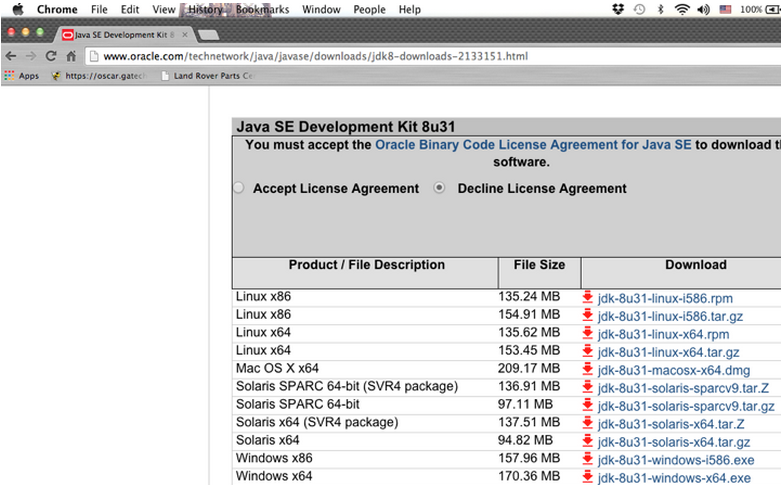 Chrome File Edit View History Bookmarks Window People Help 100%
Java SE Development Kit 8
www.oracle.com/technetwork/java/javase/downloads/jdk8-downloads-2133151.html
Apps https://oscar.gatech Land Rover Parts Ce
Java SE Development Kit 8u31
You must accept the Oracle Binary Code License Agreement for Java SE to download th
software.
Accept License Agreement Decline License Agreement
Product / File Description File Size Download
Linux x86 135.24 MB jdk-8u31-linux-i586.rpm
Linux x86 154.91 MB jdk-8u31-linux-i586.tar.gz
Linux x64 135.62 MB jdk-8u31-linux-x64.rpm
Linux x64 153.45 MB jdk-8u31-linux-x64.tar.gz
Mac OS X x64 209.17 MB jdk-8u31-macosx-x64.dmg
Solaris SPARC 64-bit (SVR4 package) 136.91 MB jdk-8u31-solaris-sparcv9.tar.Z
Solaris SPARC 64-bit 97.11 MB jdk-8u31-solaris-sparcv9.tar.gz
Solaris x64 (SVR4 package) 137.51 MB jdk-8u31-solaris-x64.tar.Z
Solaris x64 94.82 MB jdk-8u31-solaris-x64.tar.gz
Windows x86 157.96 MB jdk-8u31-windows-i586.exe
Windows x64 170.36 MB jdk-8u31-windows-x64.exe